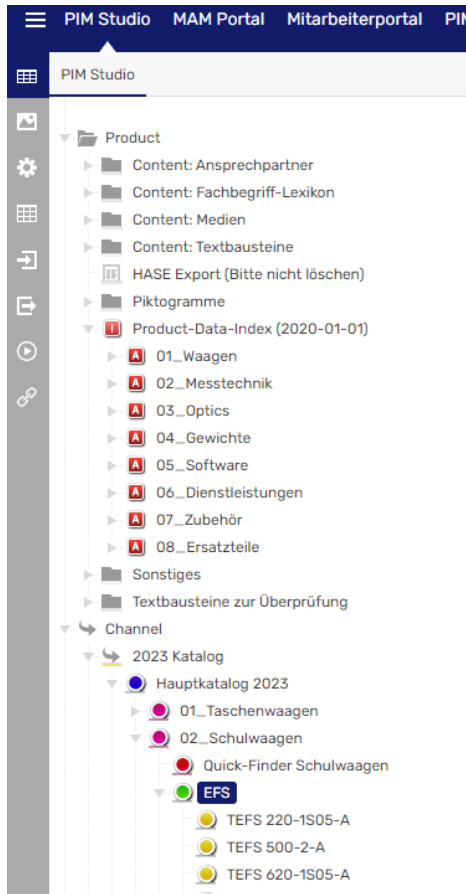 PIM Studio MAM Portal Mitarbeiterportal
PIM Studio
Product
Content: Ansprechpartner
Content: Fachbegriff-Lexikon
Content: Medien
Content: Textbausteine
HASE Export (Bitte nicht löschen)
Piktogramme
I Product-Data-Index (2020-01-01)
A 01_Waagen
A 02_Messtechnik
A 03_Optics
A 04_Gewichte
A 05_Software
A 06_Dienstleistungen
A 07_Zubehör
A 08_Ersatzteile
Sonstiges
Textbausteine zur Überprüfung
Channel
2023 Katalog
Hauptkatalog 2023
01_Taschenwaagen
02_Schulwaagen
Quick-Finder Schulwaagen
EFS
TEFS 220-1S05-A
TEFS 500-2-A
TEFS 620-1S05-A